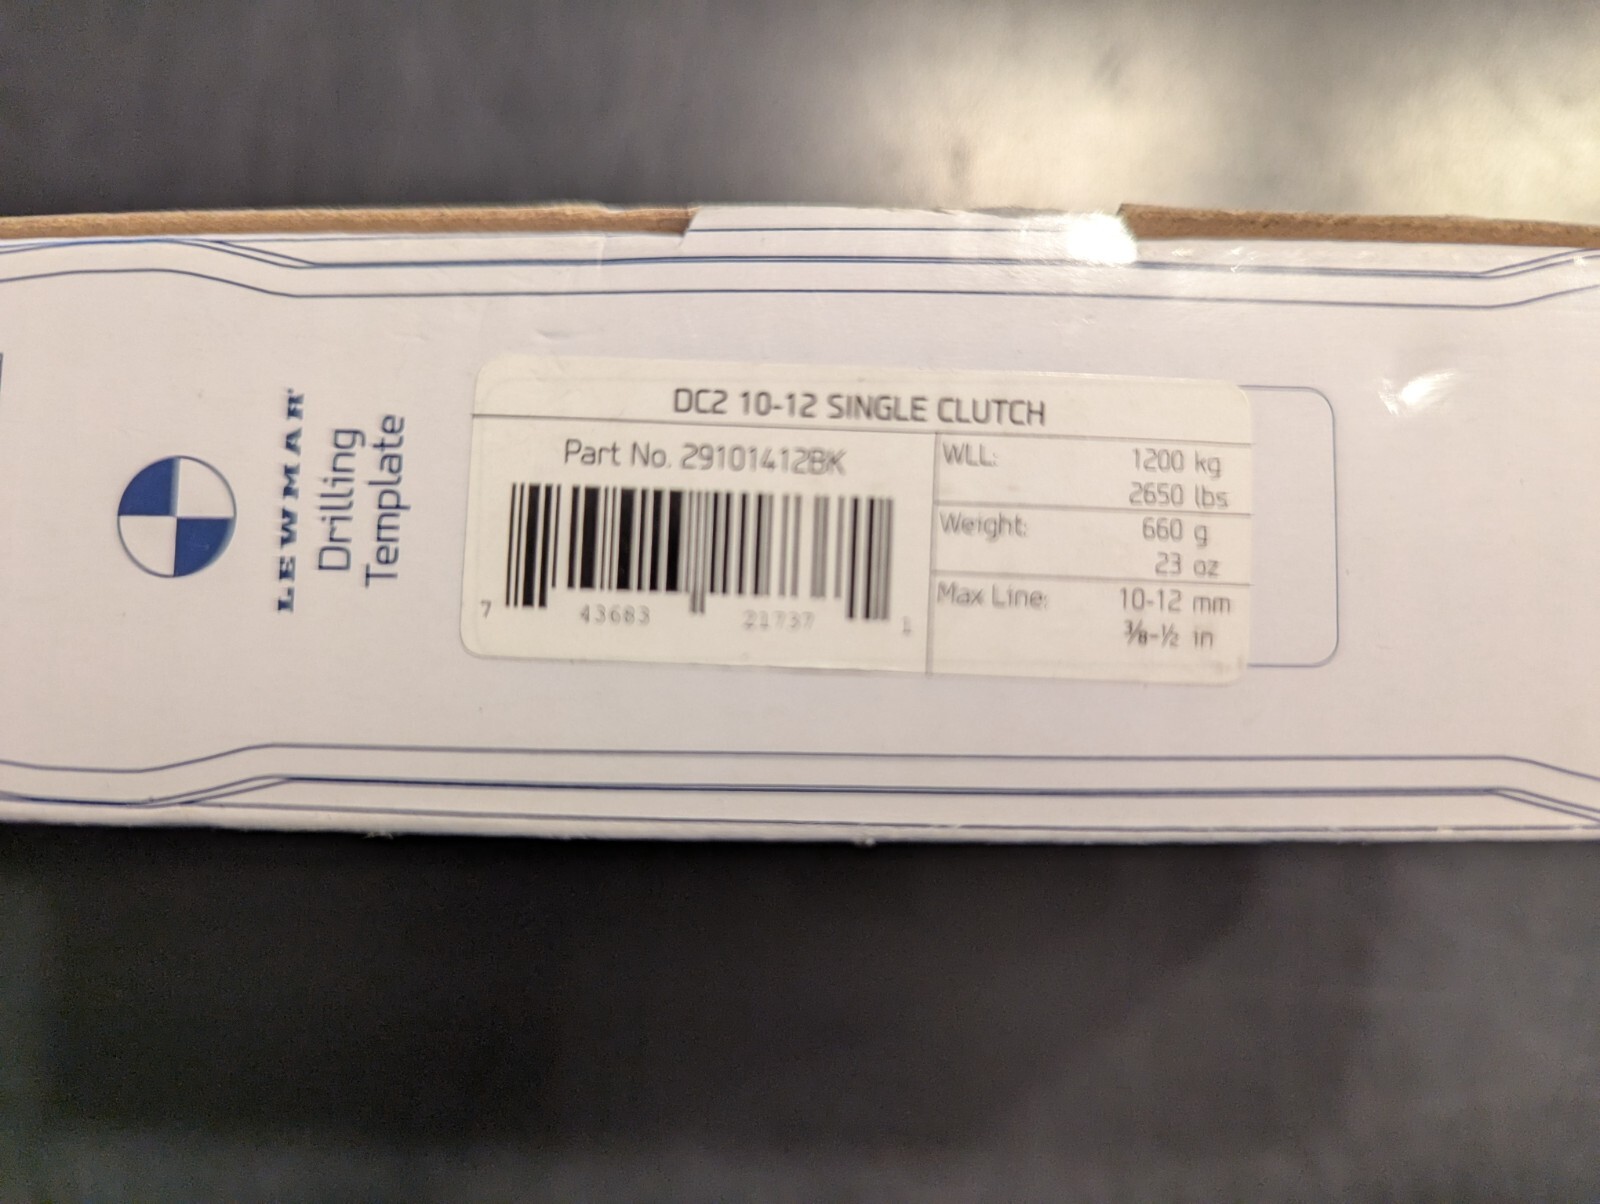 LEWMAR
Drilling
Template
DC2 10-12 SINGLE CLUTCH
Part No. 29101412BK
7 43683 21737 1
WLL: 1200 kg
2650 lbs
Weight: 660 g
23 oz
Max Line: 10-12 mm
⅜-½ in